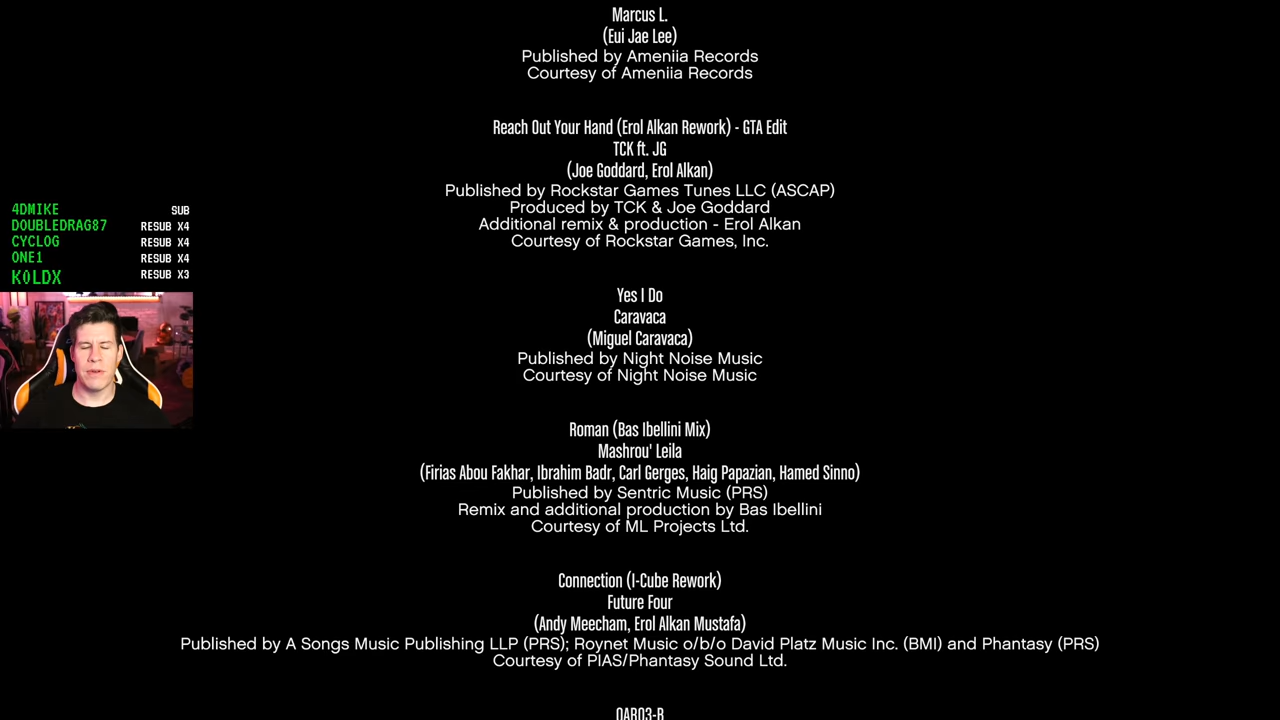 Marcus L.
(Eui Jae Lee)
Published by Ameniia Records
Courtesy of Ameniia Records
Reach Out Your Hand (Erol Alkan Rework) - GTA Edit
TCK ft. JG
(Joe Goddard, Erol Alkan)
Published by Rockstar Games Tunes LLC (ASCAP)
Produced by TCK & Joe Goddard
Additional remix & production - Erol Alkan
Courtesy of Rockstar Games, Inc.
4DMIKE SUB
DOUBLEDRAG87 RESUB X4
CYCLOG RESUB X4
ONE1 RESUB X4
K0LDX RESUB X3
Yes I Do
Caravaca
(Miguel Caravaca)
Published by Night Noise Music
Courtesy of Night Noise Music
Roman (Bas Ibellini Mix)
Mashrou' Leila
(Firias Abou Fakhar, Ibrahim Badr, Carl Gerges, Haig Papazian, Hamed Sinno)
Published by Sentric Music (PRS)
Remix and additional production by Bas Ibellini
Courtesy of ML Projects Ltd.
Connection (I-Cube Rework)
Future Four
(Andy Meecham, Erol Alkan Mustafa)
Published by A Songs Music Publishing LLP (PRS); Roynet Music o/b/o David Platz Music Inc. (BMI) and Phantasy (PRS)
Courtesy of PIAS/Phantasy Sound Ltd.